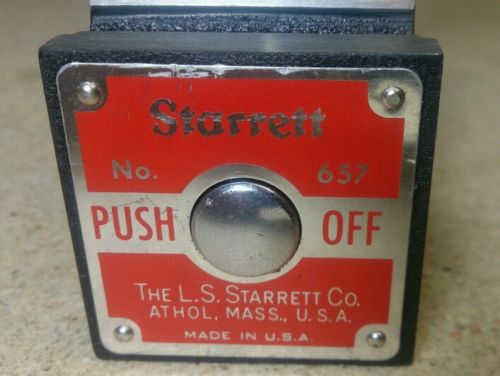 Starrett
No. 657
PUSH OFF
THE L.S. STARRETT CO.
ATHOL, MASS., U.S.A.
MADE IN U.S.A.